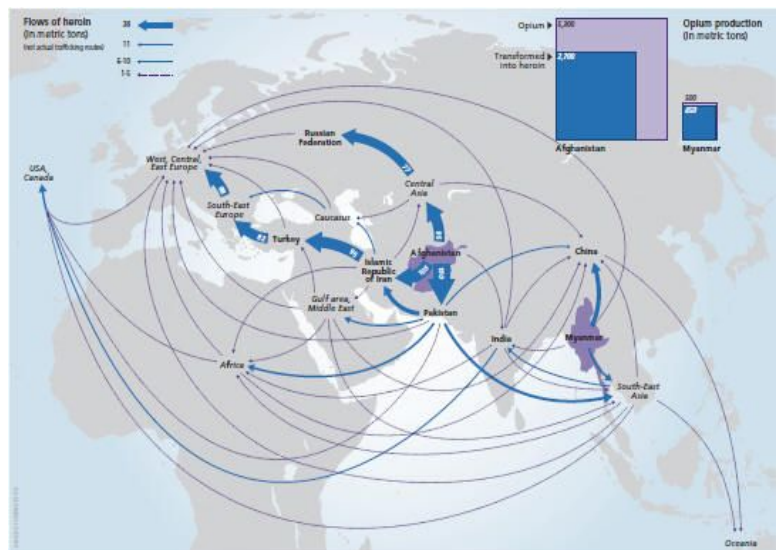 Flows of heroin
(in metric tons)
(not actual trafficking routes)
38
11
6-10
1-5
Opium
Transformed
into heroin
2,700
Afghanistan
Opium production
(in metric tons)
Myanmar
USA,
Canada
West, Central,
East Europe
Russian
Federation
South-East
Europe
Caucasus
Central
Asia
Turkey
Islamic
Republic
of Iran
Afghanistan
China
Gulf area,
Middle East
Pakistan
India
Myanmar
Africa
South-East
Asia
Oceania